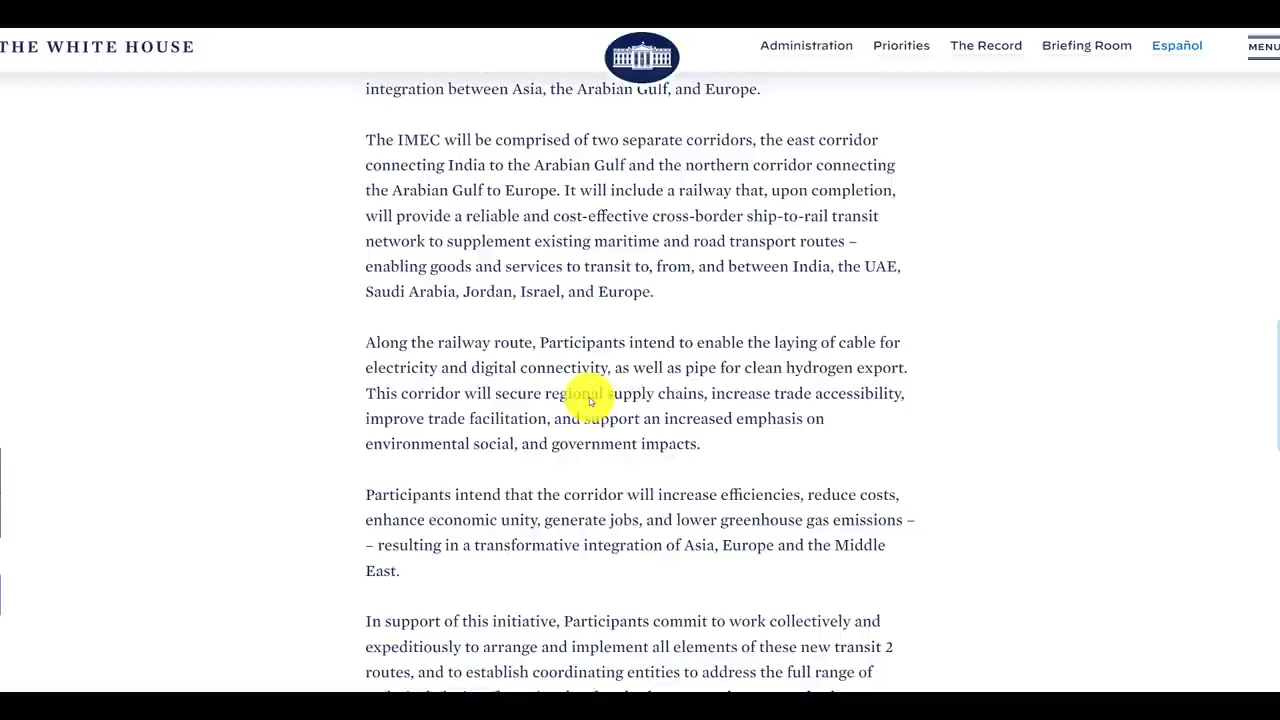 THE WHITE HOUSE
Administration Priorities The Record Briefing Room Español MENU
integration between Asia, the Arabian Gulf, and Europe.
The IMEC will be comprised of two separate corridors, the east corridor
connecting India to the Arabian Gulf and the northern corridor connecting
the Arabian Gulf to Europe. It will include a railway that, upon completion,
will provide a reliable and cost-effective cross-border ship-to-rail transit
network to supplement existing maritime and road transport routes –
enabling goods and services to transit to, from, and between India, the UAE,
Saudi Arabia, Jordan, Israel, and Europe.
Along the railway route, Participants intend to enable the laying of cable for
electricity and digital connectivity, as well as pipe for clean hydrogen export.
This corridor will secure regional supply chains, increase trade accessibility,
improve trade facilitation, and support an increased emphasis on
environmental social, and government impacts.
Participants intend that the corridor will increase efficiencies, reduce costs,
enhance economic unity, generate jobs, and lower greenhouse gas emissions –
– resulting in a transformative integration of Asia, Europe and the Middle
East.
In support of this initiative, Participants commit to work collectively and
expeditiously to arrange and implement all elements of these new transit 2
routes, and to establish coordinating entities to address the full range of